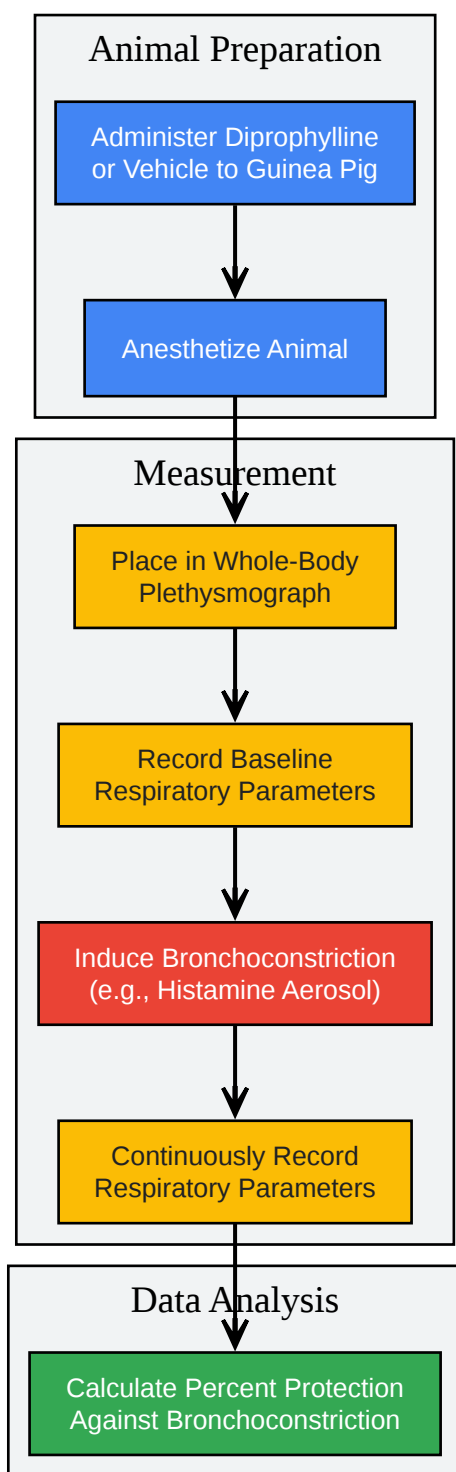 Animal Preparation
Administer Diprophylline
or Vehicle to Guinea Pig
Anesthetize Animal
Measurement
Place in Whole-Body
Plethysmograph
Record Baseline
Respiratory Parameters
Induce Bronchoconstriction
(e.g., Histamine Aerosol)
Continuously Record
Respiratory Parameters
Data Analysis
Calculate Percent Protection
Against Bronchoconstriction